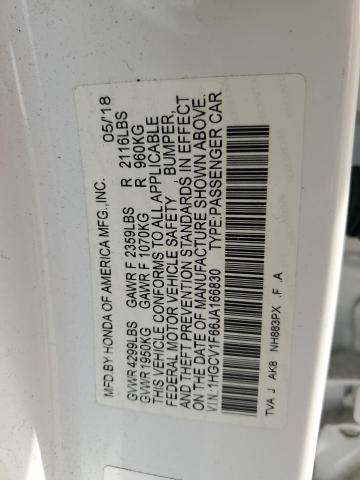 MFD. BY HONDA OF AMERICA MFG.,INC. 05/'18
GVWR 4299LBS GAWR F 2359LBS R 2116LBS
GVWR 1950KG GAWR F 1070KG R 960KG
THIS VEHICLE CONFORMS TO ALL APPLICABLE
FEDERAL MOTOR VEHICLE SAFETY , BUMPER,
AND THEFT PREVENTION STANDARDS IN EFFECT
ON THE DATE OF MANUFACTURE SHOWN ABOVE.
V.I.N.:1HGCV1F66JA166830 TYPE:PASSENGER CAR
TVA J AK8 NH883PX .F .A